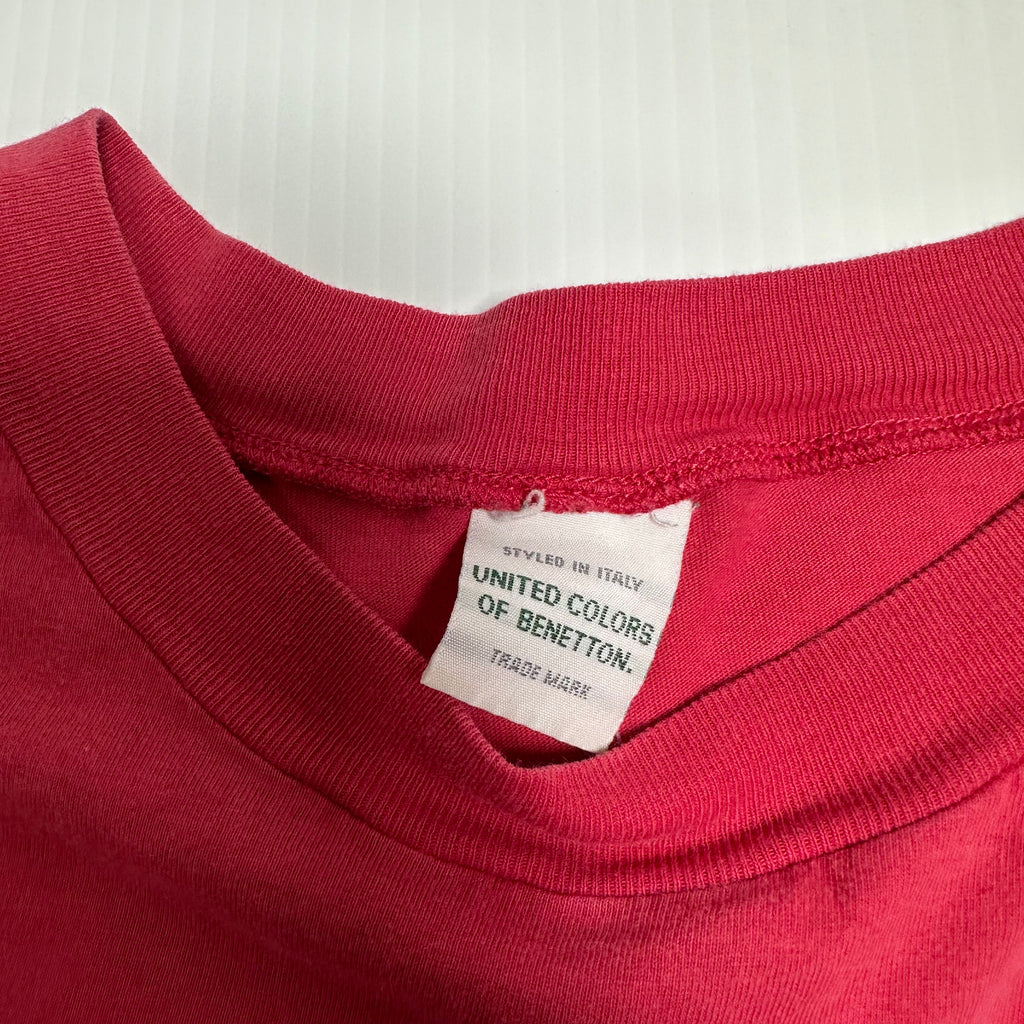 STYLED IN ITALY
UNITED COLORS
OF BENETTON.
TRADE MARK